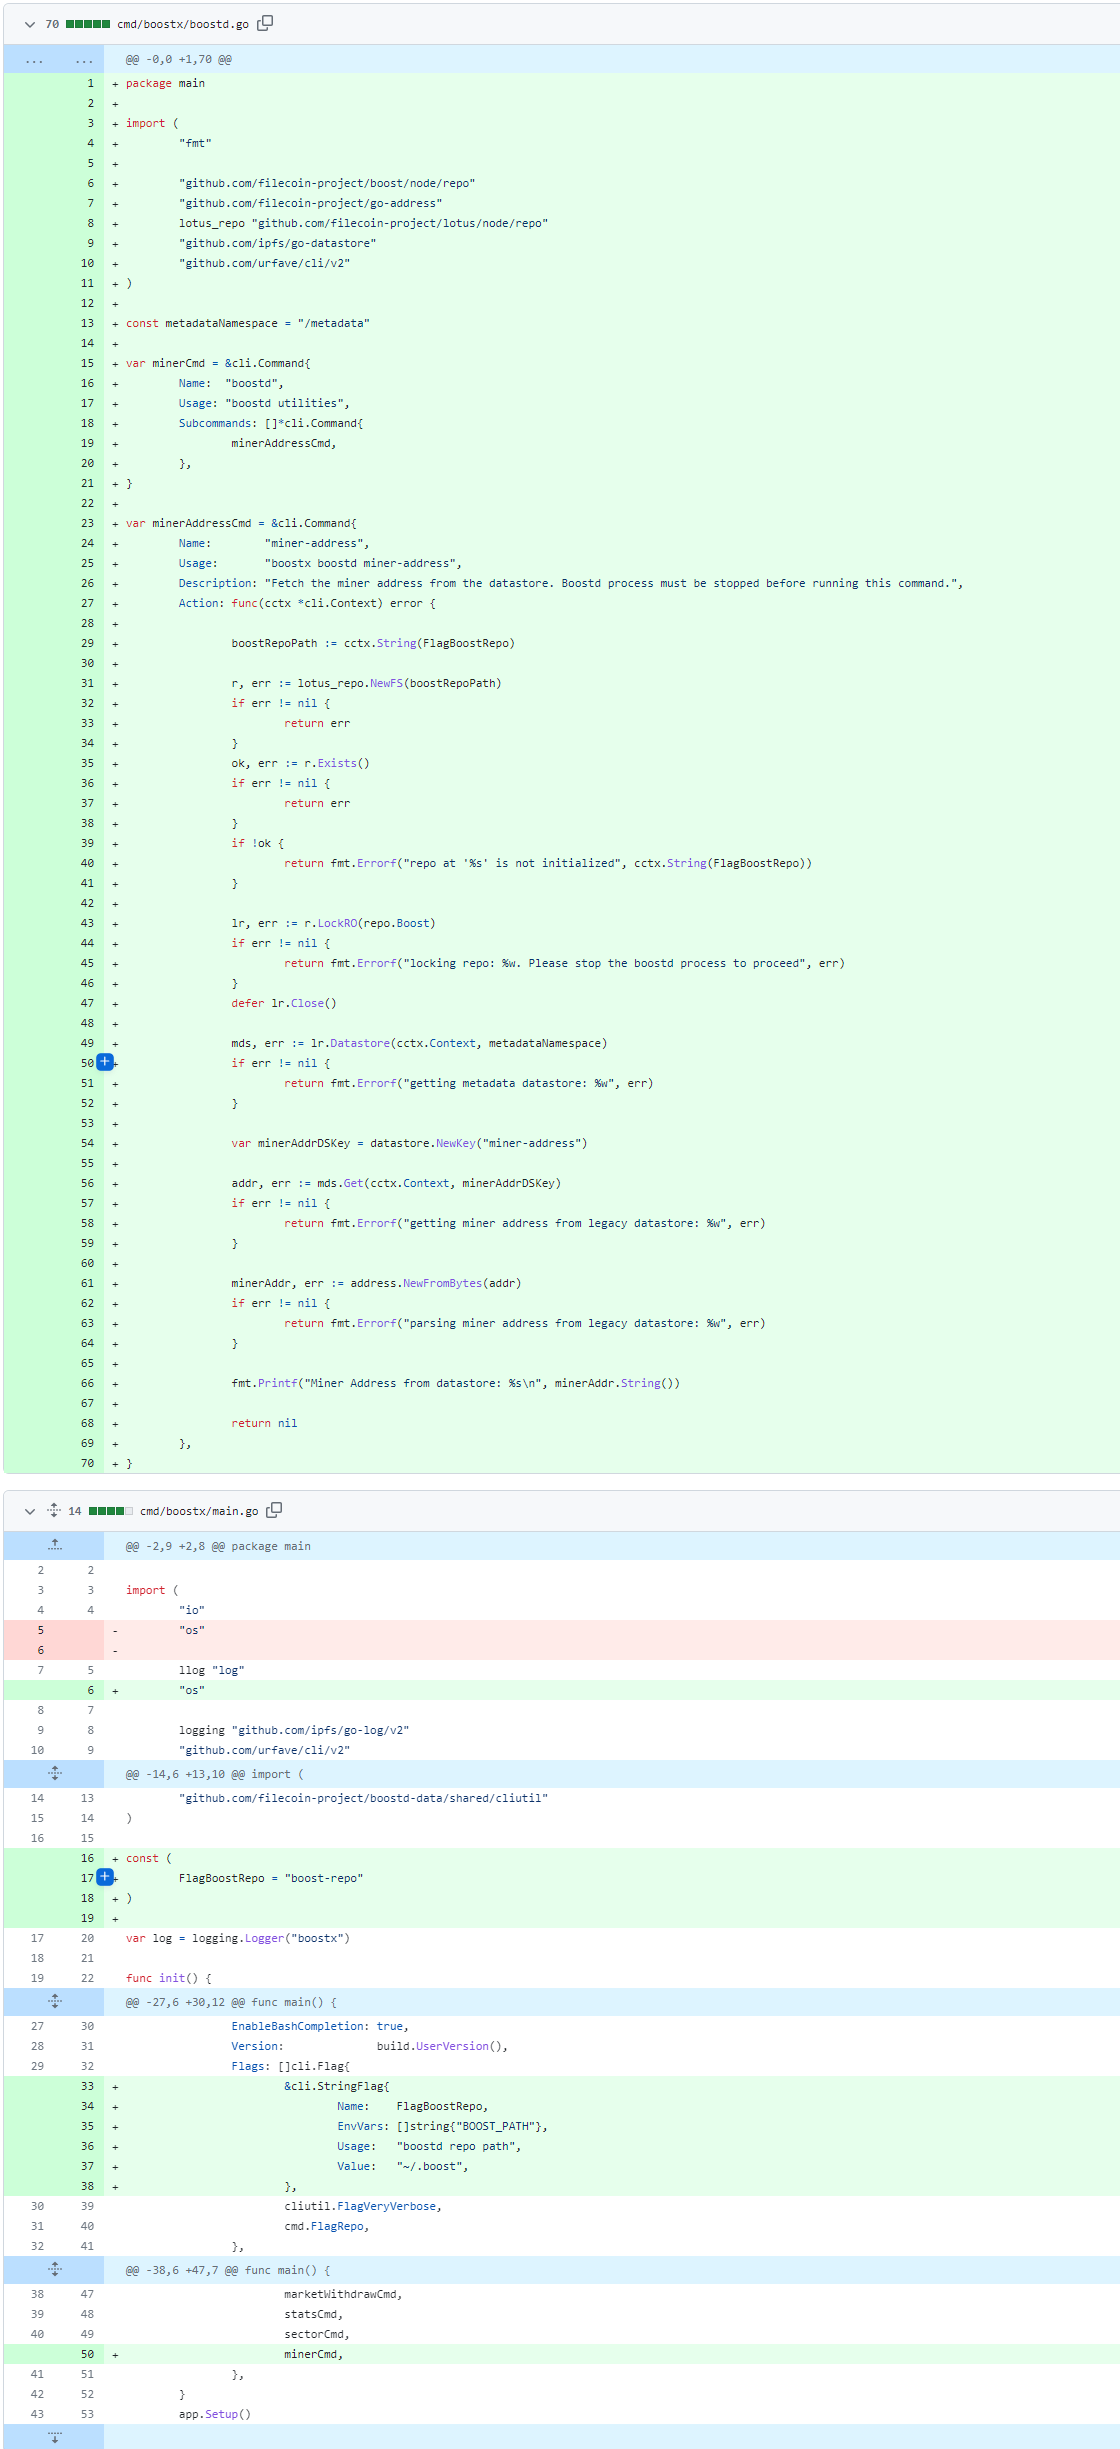 70 cmd/boostx/boostd.go
... ... @@ -0,0 +1,70 @@
1 + package main
2 +
3 + import (
4 + "fmt"
5 +
6 + "github.com/filecoin-project/boost/node/repo"
7 + "github.com/filecoin-project/go-address"
8 + lotus_repo "github.com/filecoin-project/lotus/node/repo"
9 + "github.com/ipfs/go-datastore"
10 + "github.com/urfave/cli/v2"
11 + )
12 +
13 + const metadataNamespace = "/metadata"
14 +
15 + var minerCmd = &cli.Command{
16 + Name: "boostd",
17 + Usage: "boostd utilities",
18 + Subcommands: []*cli.Command{
19 + minerAddressCmd,
20 + },
21 + }
22 +
23 + var minerAddressCmd = &cli.Command{
24 + Name: "miner-address",
25 + Usage: "boostx boostd miner-address",
26 + Description: "Fetch the miner address from the datastore. Boostd process must be stopped before running this command.",
27 + Action: func(cctx *cli.Context) error {
28 +
29 + boostRepoPath := cctx.String(FlagBoostRepo)
30 +
31 + r, err := lotus_repo.NewFS(boostRepoPath)
32 + if err != nil {
33 + return err
34 + }
35 + ok, err := r.Exists()
36 + if err != nil {
37 + return err
38 + }
39 + if !ok {
40 + return fmt.Errorf("repo at '%s' is not initialized", cctx.String(FlagBoostRepo))
41 + }
42 +
43 + lr, err := r.LockRO(repo.Boost)
44 + if err != nil {
45 + return fmt.Errorf("locking repo: %w. Please stop the boostd process to proceed", err)
46 + }
47 + defer lr.Close()
48 +
49 + mds, err := lr.Datastore(cctx.Context, metadataNamespace)
50 + if err != nil {
51 + return fmt.Errorf("getting metadata datastore: %w", err)
52 + }
53 +
54 + var minerAddrDSKey = datastore.NewKey("miner-address")
55 +
56 + addr, err := mds.Get(cctx.Context, minerAddrDSKey)
57 + if err != nil {
58 + return fmt.Errorf("getting miner address from legacy datastore: %w", err)
59 + }
60 +
61 + minerAddr, err := address.NewFromBytes(addr)
62 + if err != nil {
63 + return fmt.Errorf("parsing miner address from legacy datastore: %w", err)
64 + }
65 +
66 + fmt.Printf("Miner Address from datastore: %s\n", minerAddr.String())
67 +
68 + return nil
69 + },
70 + }
14 cmd/boostx/main.go
@@ -2,9 +2,8 @@ package main
2 2
3 3 import (
4 4 "io"
5 - "os"
6 -
7 5 llog "log"
6 + "os"
8 7
9 8 logging "github.com/ipfs/go-log/v2"
10 9 "github.com/urfave/cli/v2"
@@ -14,6 +13,10 @@ import (
14 13 "github.com/filecoin-project/boostd-data/shared/cliutil"
15 14 )
16 15
16 + const (
17 + FlagBoostRepo = "boost-repo"
18 + )
19 +
17 20 var log = logging.Logger("boostx")
18 21
19 22 func init() {
@@ -27,6 +30,12 @@ func main() {
27 30 EnableBashCompletion: true,
28 31 Version: build.UserVersion(),
29 32 Flags: []cli.Flag{
33 + &cli.StringFlag{
34 + Name: FlagBoostRepo,
35 + EnvVars: []string{"BOOST_PATH"},
36 + Usage: "boostd repo path",
37 + Value: "~/.boost",
38 + },
30 39 cliutil.FlagVeryVerbose,
31 40 cmd.FlagRepo,
32 41 },
@@ -38,6 +47,7 @@ func main() {
38 47 marketWithdrawCmd,
39 48 statsCmd,
40 49 sectorCmd,
50 + minerCmd,
41 51 },
42 52 }
43 53 app.Setup()